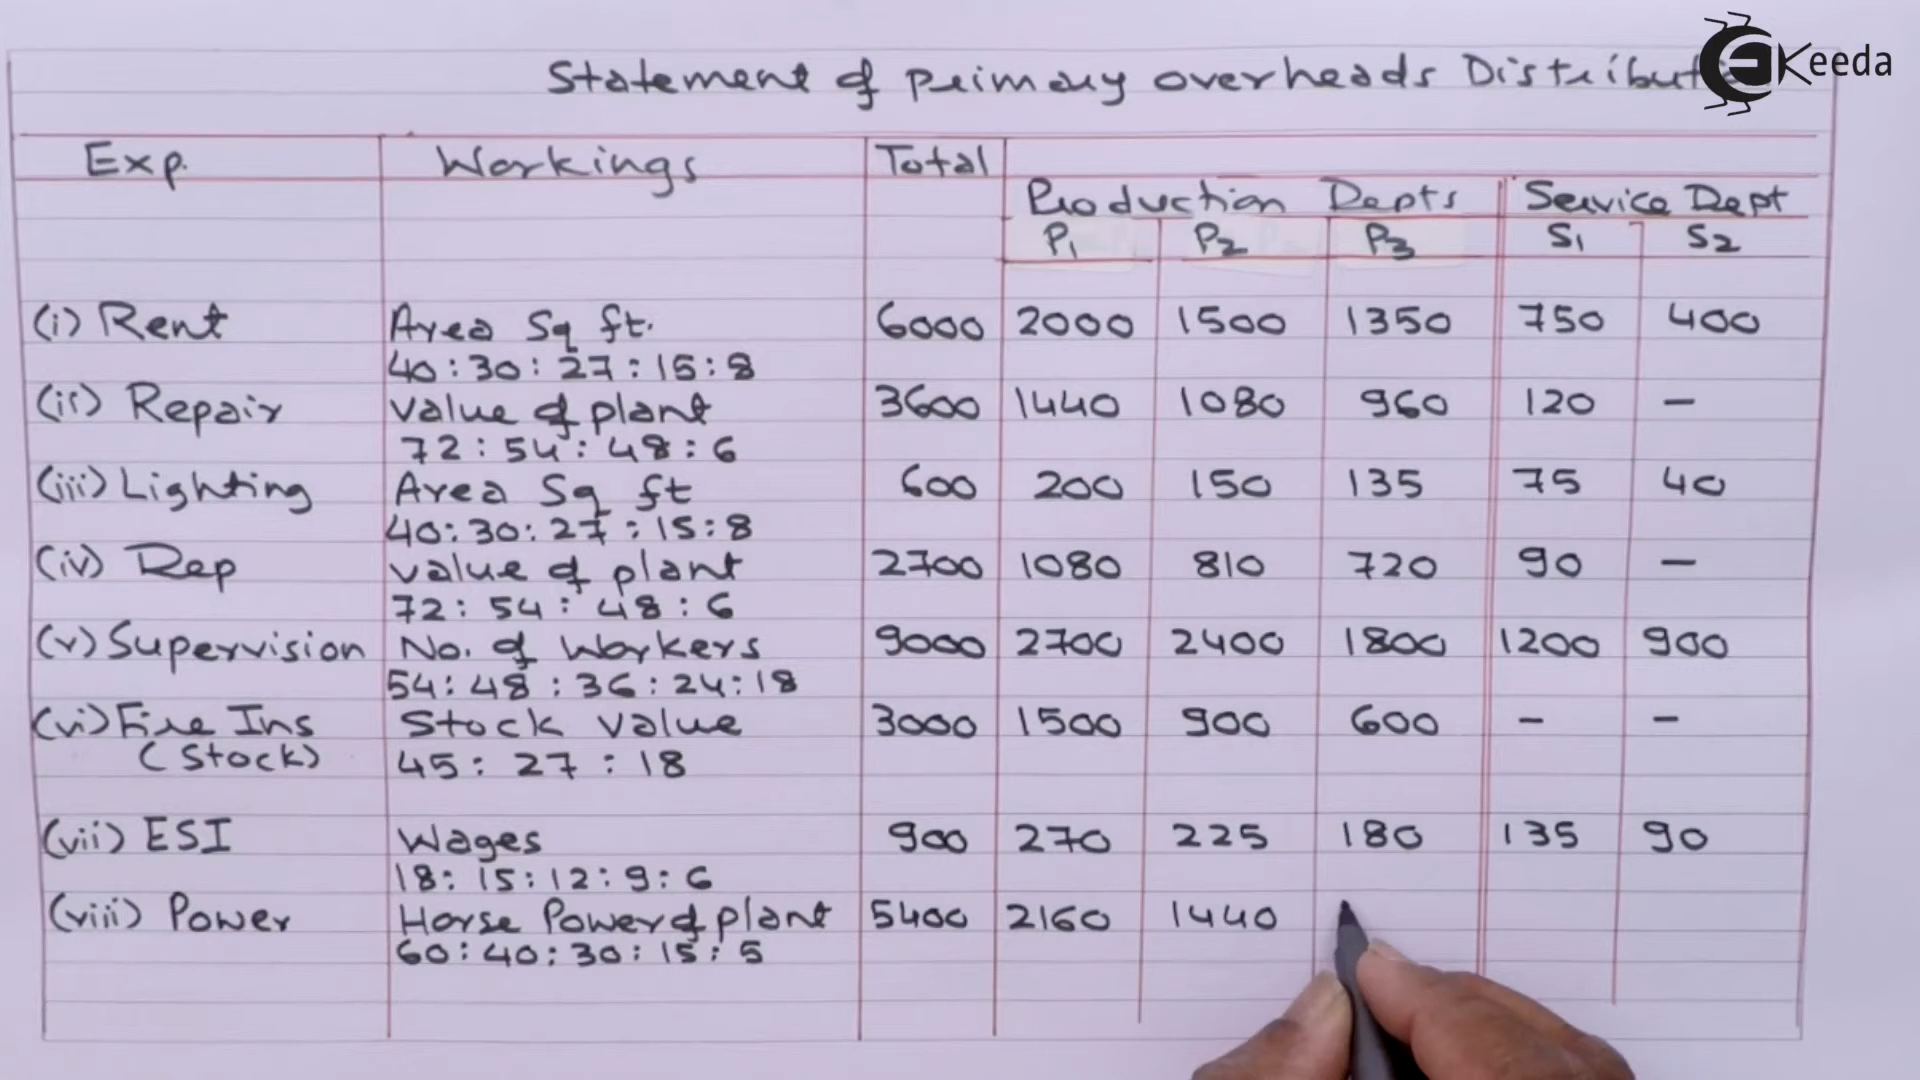 Statement of Primary overheads Distributi
Keeda
Exp. Workings Total
Production Depts Service Dept
P1 P2 P3 S1 S2
(i) Rent Area Sq ft. 6000 2000 1500 1350 750 400
40:30:27:15:8
(ii) Repair Value of plant 3600 1440 1080 960 120 -
72:54:48:6
(iii) Lighting Area Sq ft 600 200 150 135 75 40
40:30:27:15:8
(iv) Dep value of plant 2700 1080 810 720 90 -
72:54:48:6
(v) Supervision No. of Workers 9000 2700 2400 1800 1200 900
54:48:36:24:18
(vi) Fire Ins Stock value 3000 1500 900 600 - -
(Stock) 45:27:18
(vii) ESI Wages 900 270 225 180 135 90
18:15:12:9:6
(viii) Power Horse Power of plant 5400 2160 1440
60:40:30:15:5